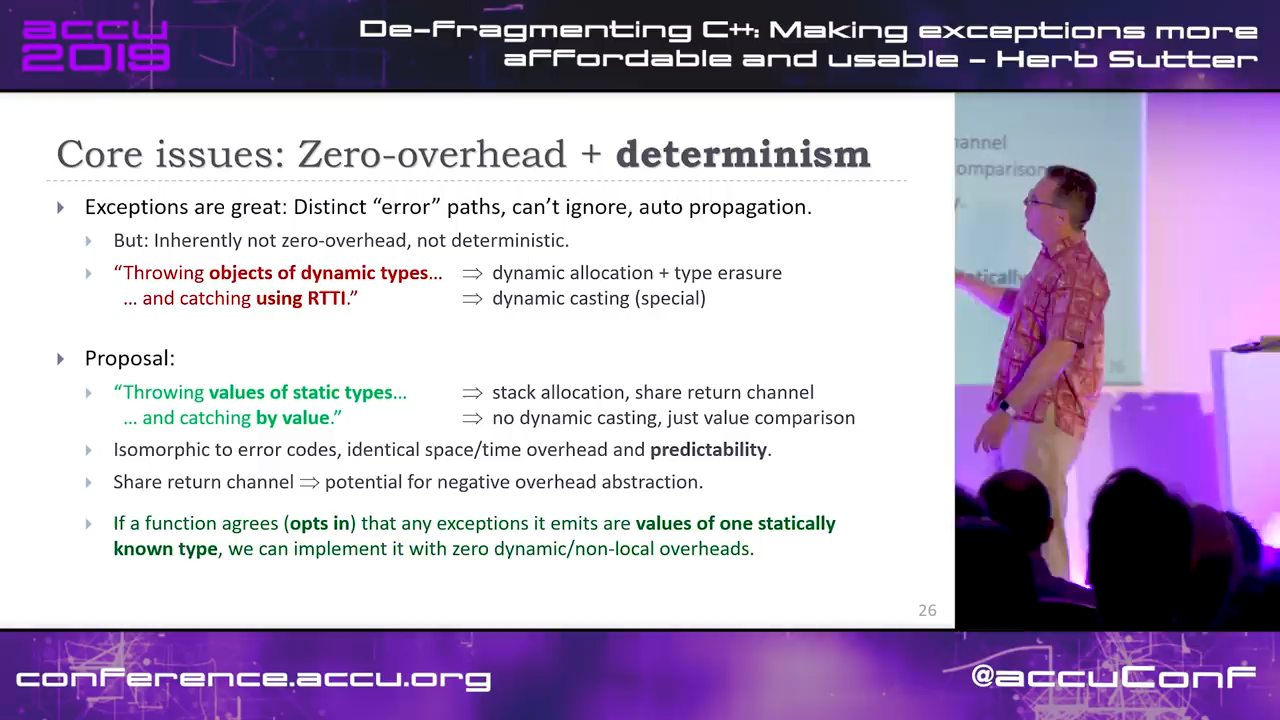 accu
2019
De-Fragmenting C++: Making exceptions more
affordable and usable - Herb Sutter
Core issues: Zero-overhead + determinism
Exceptions are great: Distinct “error” paths, can’t ignore, auto propagation.
But: Inherently not zero-overhead, not deterministic.
“Throwing objects of dynamic types… ⇒ dynamic allocation + type erasure
… and catching using RTTI.” ⇒ dynamic casting (special)
Proposal:
“Throwing values of static types… ⇒ stack allocation, share return channel
… and catching by value.” ⇒ no dynamic casting, just value comparison
Isomorphic to error codes, identical space/time overhead and predictability.
Share return channel ⇒ potential for negative overhead abstraction.
If a function agrees (opts in) that any exceptions it emits are values of one statically
known type, we can implement it with zero dynamic/non-local overheads.
26
conference.accu.org
@accuConf